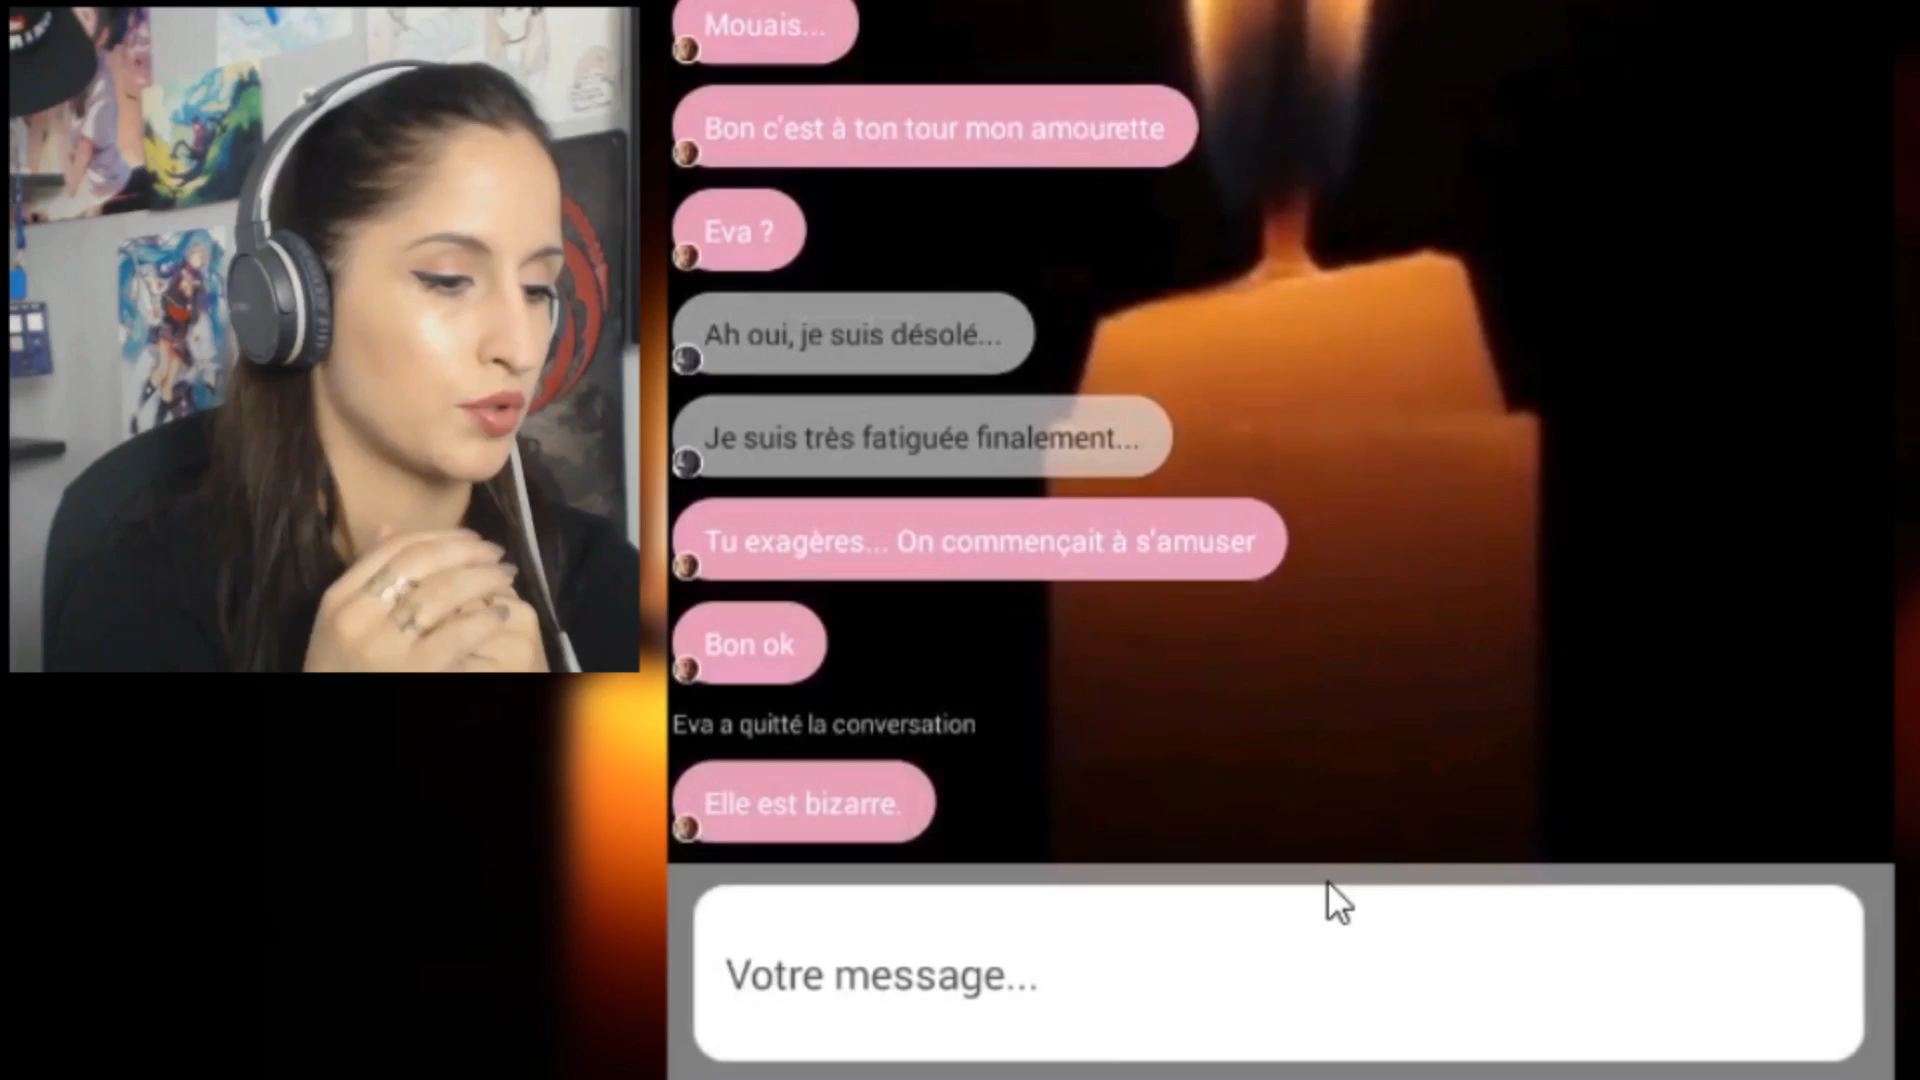 Mouais...
Bon c'est à ton tour mon amourette
Eva ?
Ah oui, je suis désolé...
Je suis très fatiguée finalement...
Tu exagères... On commençait à s'amuser
Bon ok
Eva a quitté la conversation
Elle est bizarre.
Votre message...